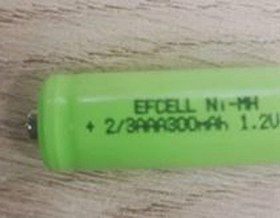 EFCELL Ni-MH
+ 2/3AAA300mAh 1.2V